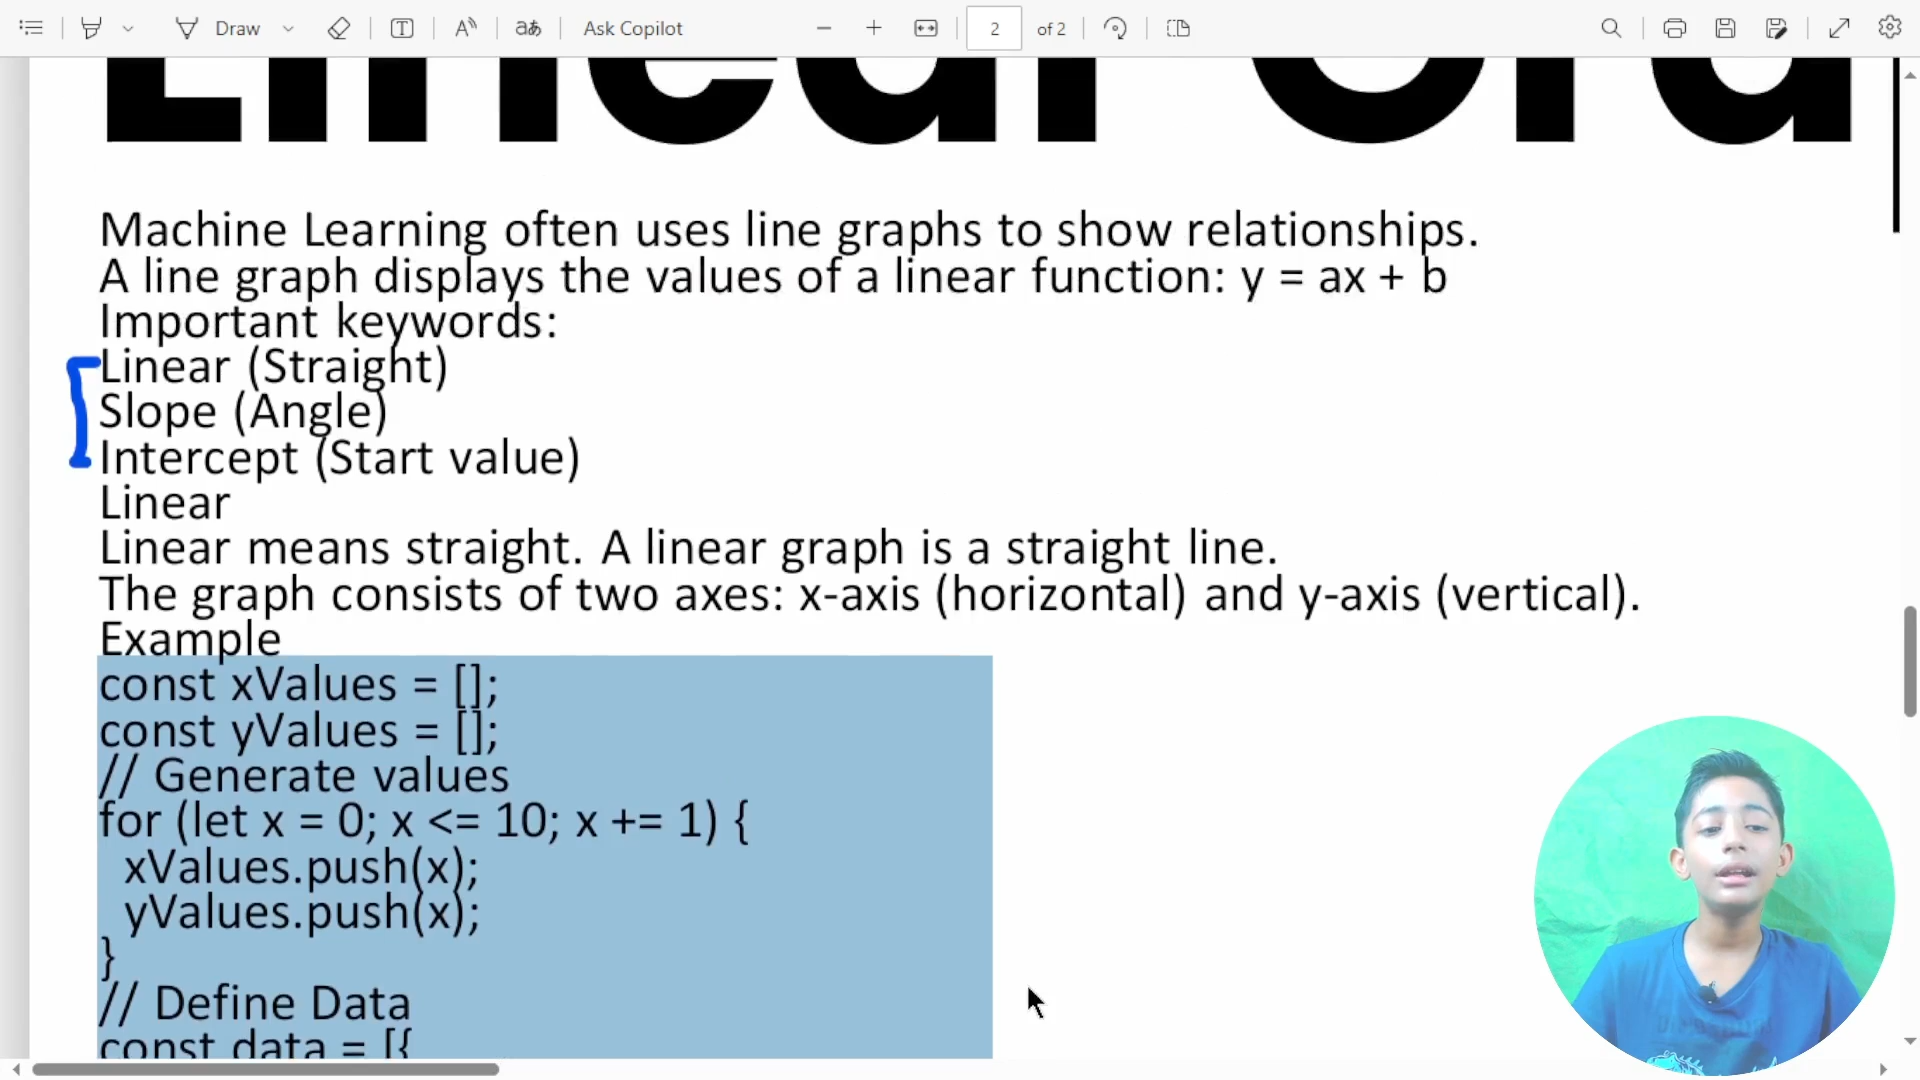 Draw
Ask Copilot
2
of 2
Machine Learning often uses line graphs to show relationships.
A line graph displays the values of a linear function: y = ax + b
Important keywords:
Linear (Straight)
Slope (Angle)
Intercept (Start value)
Linear
Linear means straight. A linear graph is a straight line.
The graph consists of two axes: x-axis (horizontal) and y-axis (vertical).
Example
const xValues = [];
const yValues = [];
// Generate values
for (let x = 0; x <= 10; x += 1) {
xValues.push(x);
yValues.push(x);
}
// Define Data
const data = [{